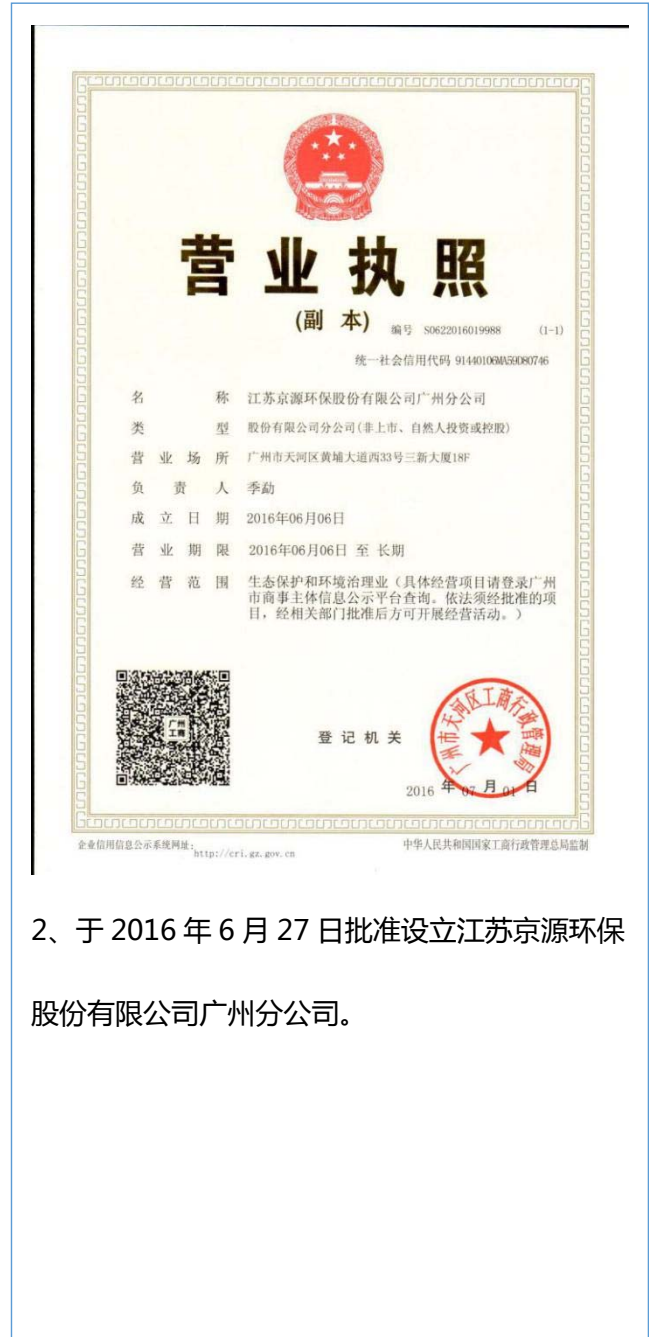 营业执照
(副 本)
编号 S0622016019988 (1-1)
统一社会信用代码 91440106MA59D80746
名 称 江苏京源环保股份有限公司广州分公司
类 型 股份有限公司分公司(非上市、自然人投资或控股)
营 业 场 所 广州市天河区黄埔大道西33号三新大厦18F
负 责 人 季勐
成 立 日 期 2016年06月06日
营 业 期 限 2016年06月06日 至 长期
经 营 范 围 生态保护和环境治理业（具体经营项目请登录广州
市商事主体信息公示平台查询。依法须经批准的项
目，经相关部门批准后方可开展经营活动。）
广州
工商
登 记 机 关
广州市天河区工商行政管理局
2016 年 07 月 01 日
企业信用信息公示系统网址：
http://cri.gz.gov.cn
中华人民共和国国家工商行政管理总局监制
2、于 2016 年 6 月 27 日批准设立江苏京源环保
股份有限公司广州分公司。